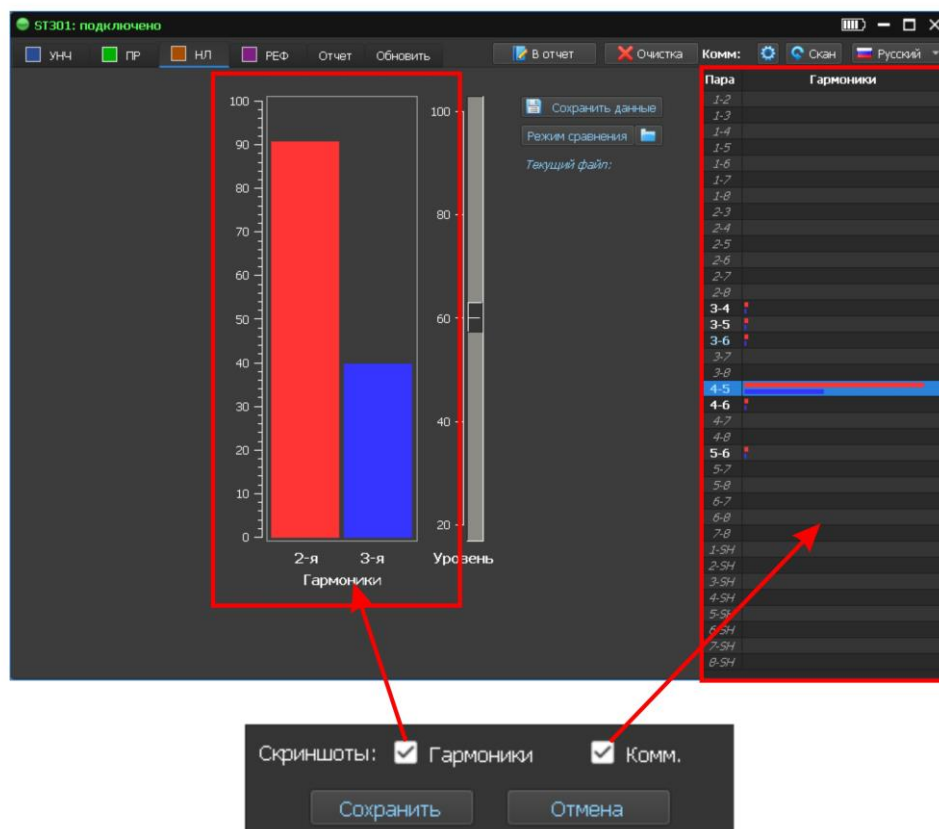 ST301: подключено
УНЧ ПР НЛ РЕФ Отчет Обновить В отчет Очистка Комм: Скан Русский
Пара Гармоники
100
90
80
70
60
50
40
30
20
10
0
2-я 3-я
Гармоники
100
80
60
40
20
Уровень
Сохранить данные
Режим сравнения
Текущий файл:
1-2
1-3
1-4
1-5
1-6
1-7
1-8
2-3
2-4
2-5
2-6
2-7
2-8
3-4
3-5
3-6
3-7
3-8
4-5
4-6
4-7
4-8
5-6
5-7
5-8
6-7
6-8
7-8
1-SH
2-SH
3-SH
4-SH
5-SH
6-SH
7-SH
8-SH
Скриншоты: Гармоники Комм.
Сохранить Отмена